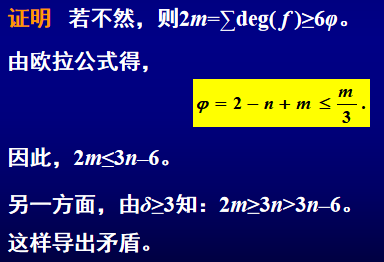 证明 若不然，则2m=∑deg(f)≥6φ。
由欧拉公式得，
φ = 2 − n + m ≤ m/3 .
因此，2m≤3n–6。
另一方面，由δ≥3知：2m≥3n>3n–6。
这样导出矛盾。